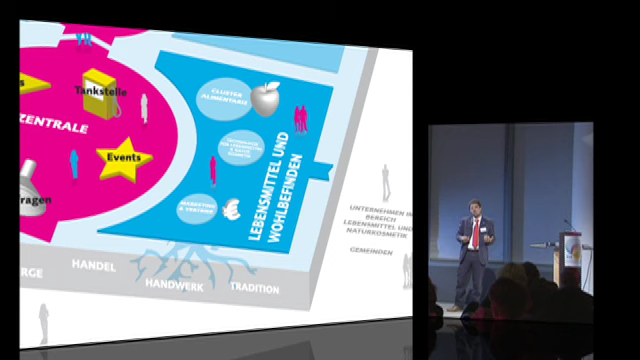 Tankstelle
ZENTRALE
Events
ragen
CLUSTER
ALIMENTARIS
MARKETING
& VERTRIEB
LEBENSMITTEL UND
WOHLBEFINDEN
UNTERNEHMEN IM
BEREICH
LEBENSMITTEL UND
NATURKOSMETIK
GEMEINDEN
RGE
HANDEL
HANDWERK
TRADITION